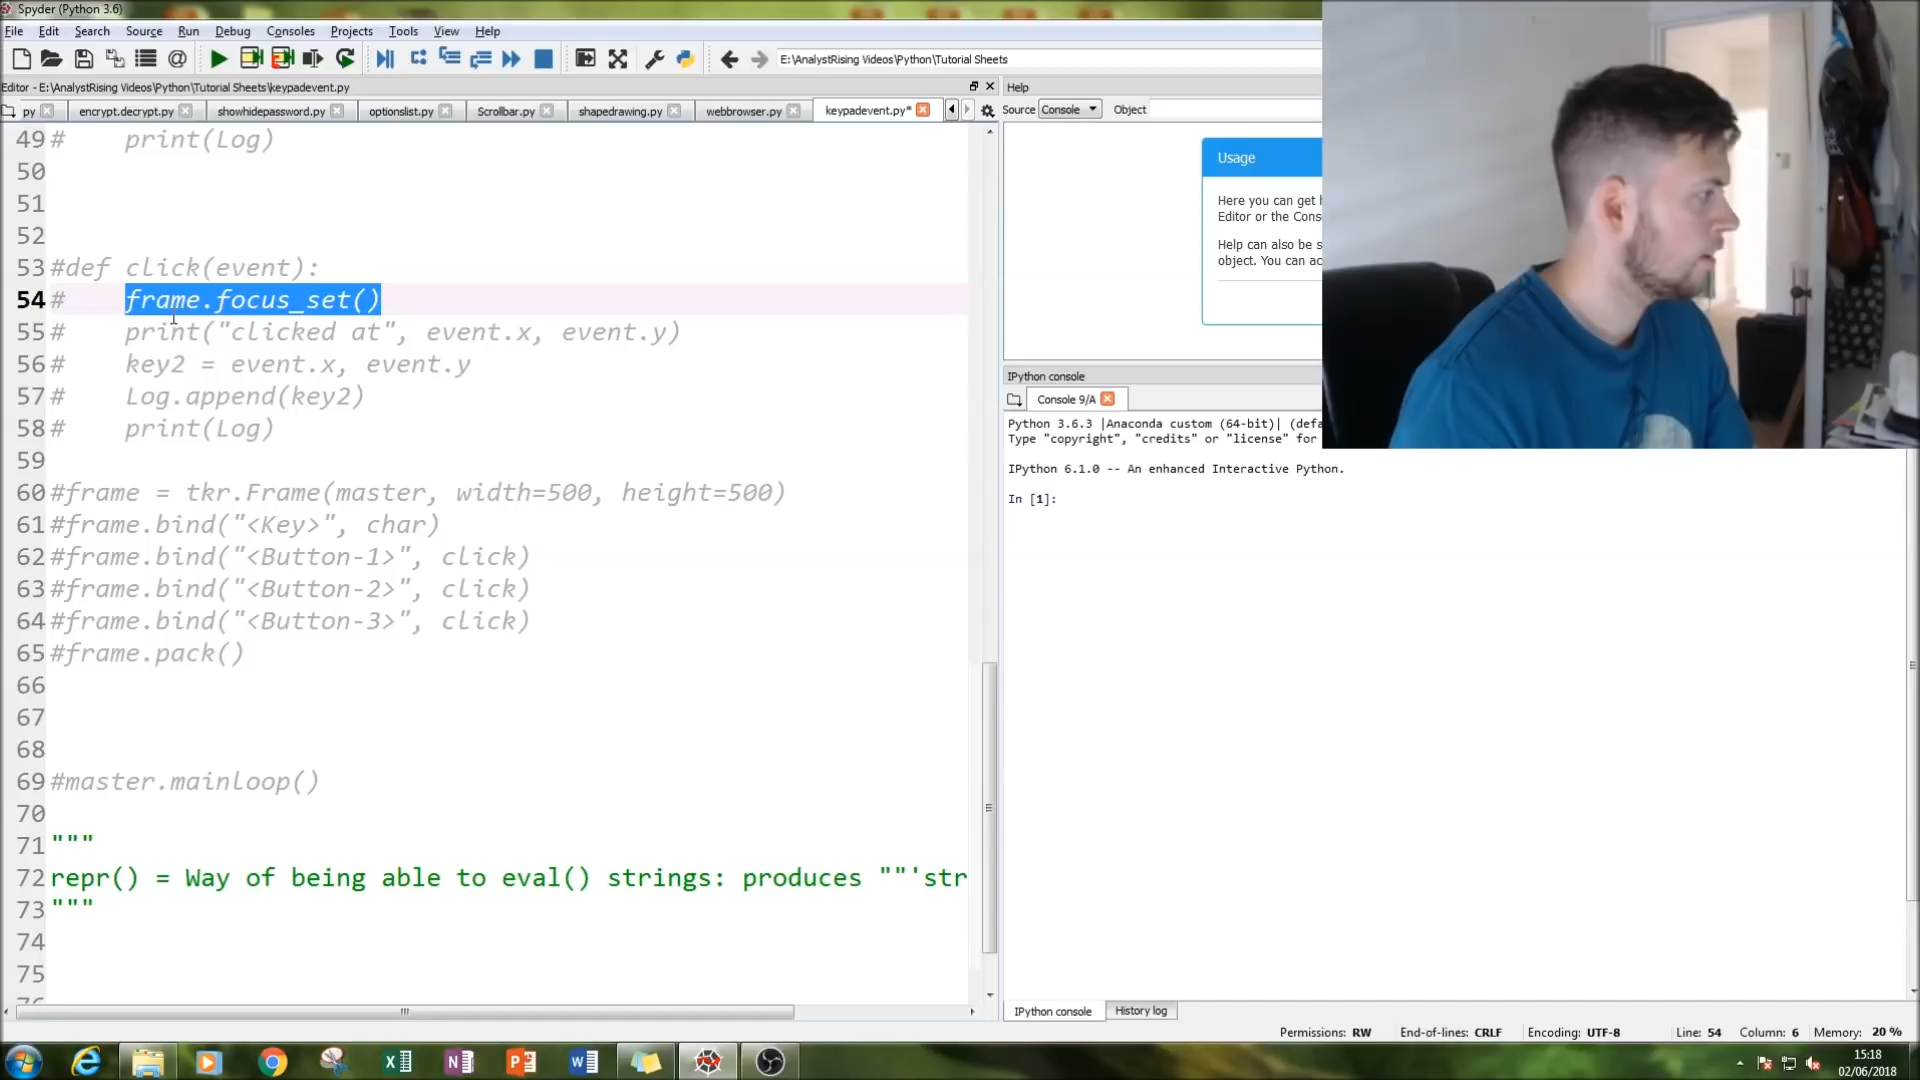 Spyder (Python 3.6)
File Edit Search Source Run Debug Consoles Projects Tools View Help
E:\AnalystRising Videos\Python\Tutorial Sheets
Editor - E:\AnalystRising Videos\Python\Tutorial Sheets\keypadevent.py
Help
py encrypt.decrypt.py showhidepassword.py optionslist.py Scrollbar.py shapedrawing.py webbrowser.py keypadevent.py*
Source Console Object
49 #    print(Log)
50
51
52
53 #def click(event):
54 #    frame.focus_set()
55 #    print("clicked at", event.x, event.y)
56 #    key2 = event.x, event.y
57 #    Log.append(key2)
58 #    print(Log)
59
60 #frame = tkr.Frame(master, width=500, height=500)
61 #frame.bind("<Key>", char)
62 #frame.bind("<Button-1>", click)
63 #frame.bind("<Button-2>", click)
64 #frame.bind("<Button-3>", click)
65 #frame.pack()
66
67
68
69 #master.mainloop()
70
71 """
72 repr() = Way of being able to eval() strings: produces ""'str
73 """
74
75
76
Usage
Here you can get
Editor or the Cons
Help can also be s
object. You can ac
IPython console
Console 9/A
Python 3.6.3 |Anaconda custom (64-bit)| (defa
Type "copyright", "credits" or "license" for
IPython 6.1.0 -- An enhanced Interactive Python.
In [1]:
IPython console History log
Permissions: RW End-of-lines: CRLF Encoding: UTF-8 Line: 54 Column: 6 Memory: 20 %
15:18
02/06/2018